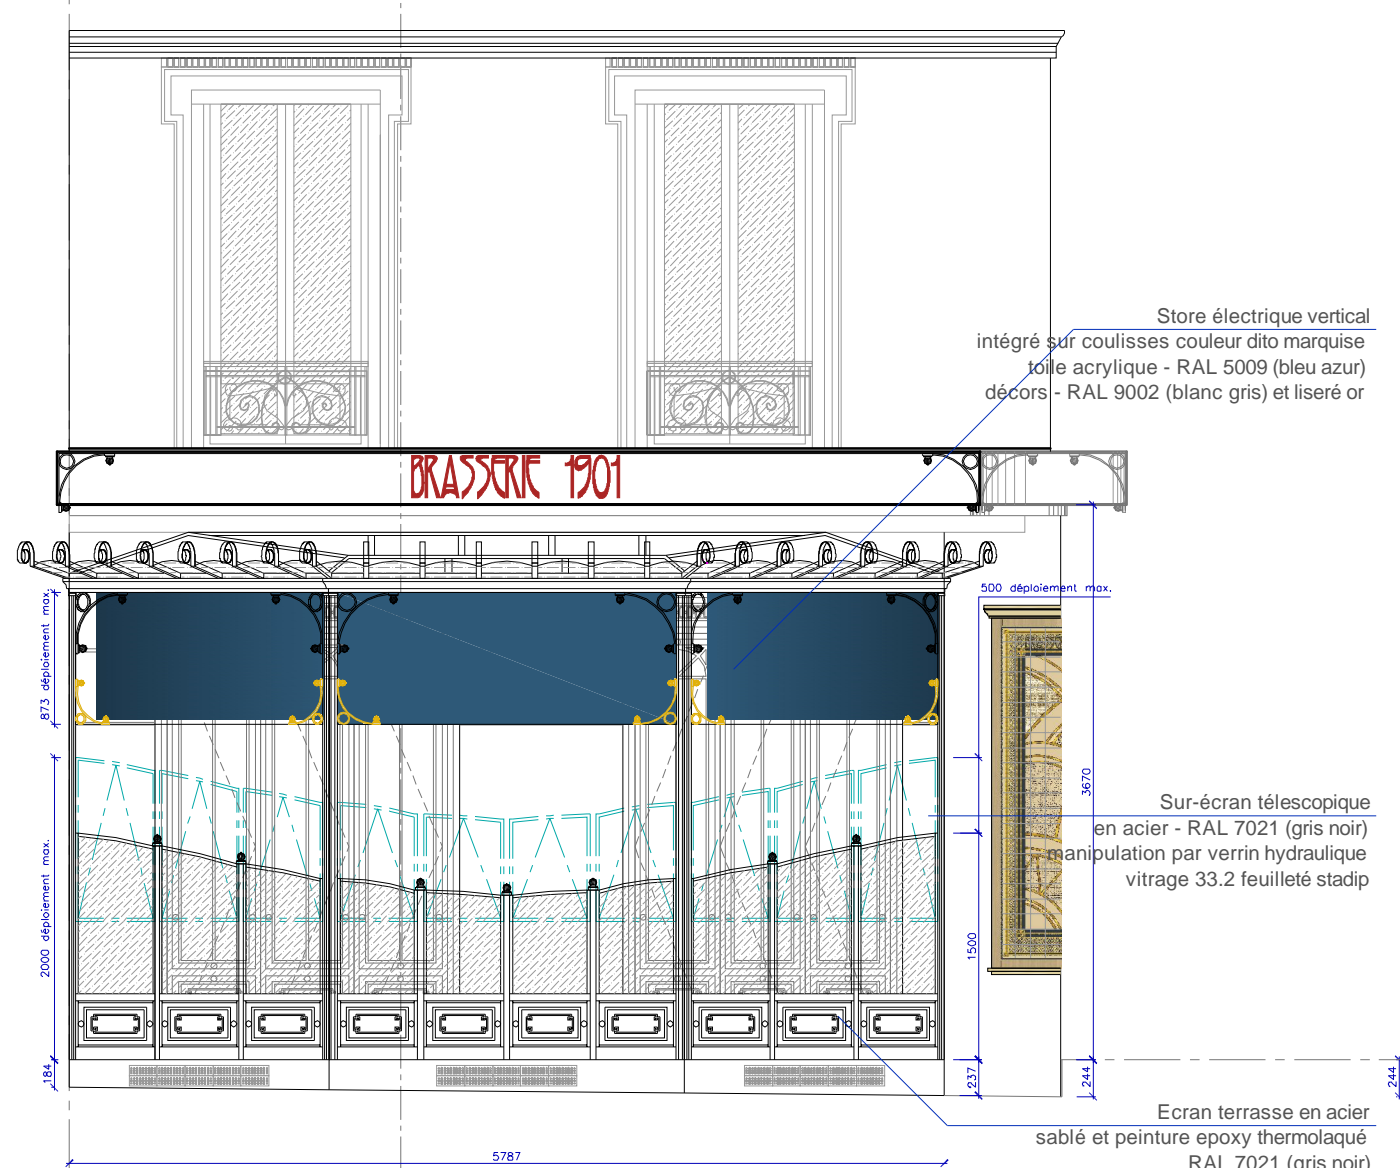 Store électrique vertical
intégré sur coulisses couleur dito marquise
toile acrylique - RAL 5009 (bleu azur)
décors - RAL 9002 (blanc gris) et liseré or
BRASSERIE 1901
500 déploiement max.
873 déploiement max.
3670
Sur-écran télescopique
en acier - RAL 7021 (gris noir)
manipulation par verrin hydraulique
vitrage 33.2 feuilleté stadip
2000 déploiement max.
1500
184
237
244
244
Ecran terrasse en acier
sablé et peinture epoxy thermolaqué
RAL 7021 (gris noir)
5787